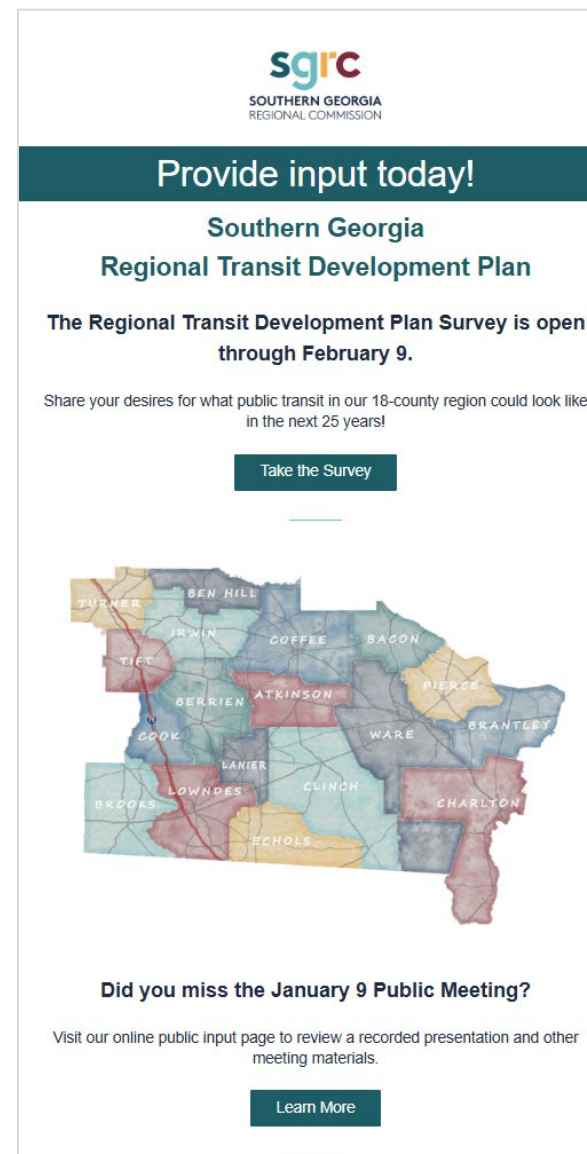 sgrc
SOUTHERN GEORGIA
REGIONAL COMMISSION
Provide input today!
Southern Georgia
Regional Transit Development Plan
The Regional Transit Development Plan Survey is open
through February 9.
Share your desires for what public transit in our 18-county region could look like
in the next 25 years!
Take the Survey
TURNER
BEN HILL
IRWIN
COFFEE
BACON
TIFT
PIERCE
BERRIEN
ATKINSON
BRANTLEY
COOK
WARE
LANIER
CLINCH
LOWNDES
BROOKS
CHARLTON
ECHOLS
Did you miss the January 9 Public Meeting?
Visit our online public input page to review a recorded presentation and other
meeting materials.
Learn More